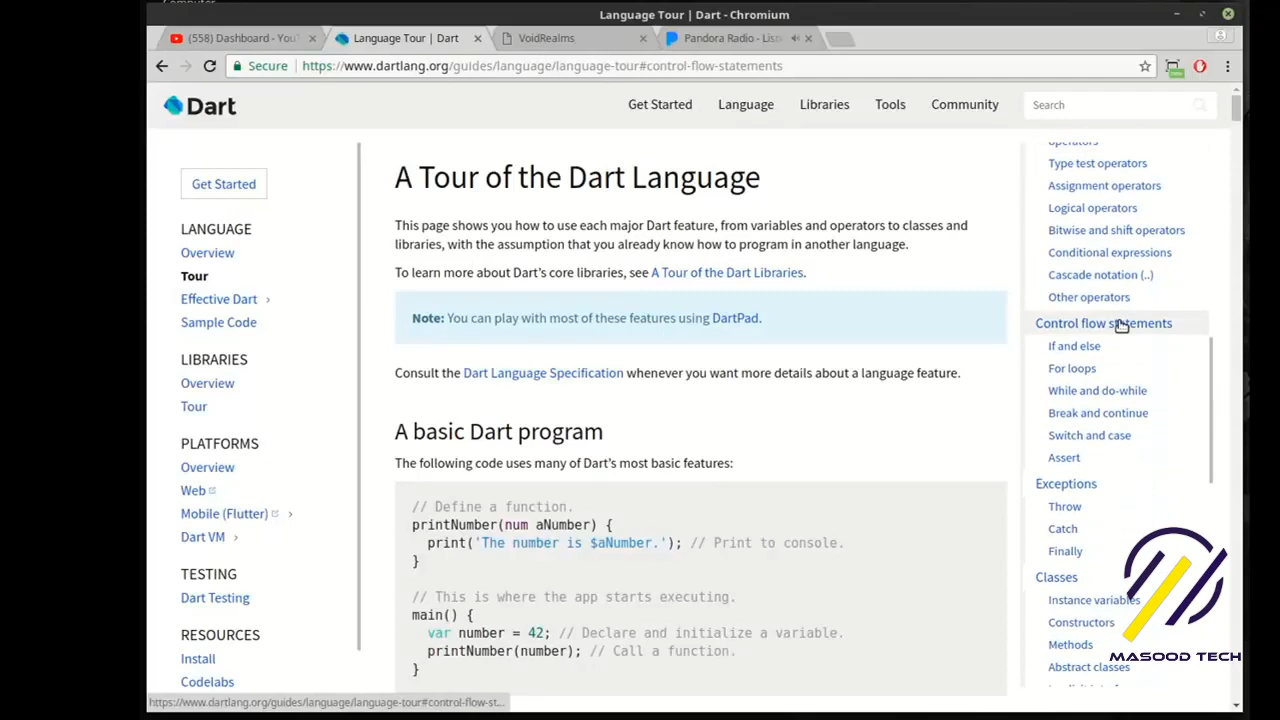 Language Tour | Dart - Chromium
(558) Dashboard - You
Language Tour | Dart
VoidRealms
Pandora Radio - List
Secure
https://www.dartlang.org/guides/language/language-tour#control-flow-statements
Dart
Get Started
Language
Libraries
Tools
Community
Search
Get Started
LANGUAGE
Overview
Tour
Effective Dart
Sample Code
LIBRARIES
Overview
Tour
PLATFORMS
Overview
Web
Mobile (Flutter)
Dart VM
TESTING
Dart Testing
RESOURCES
Install
Codelabs
A Tour of the Dart Language
This page shows you how to use each major Dart feature, from variables and operators to classes and
libraries, with the assumption that you already know how to program in another language.
To learn more about Dart's core libraries, see A Tour of the Dart Libraries.
Note: You can play with most of these features using DartPad.
Consult the Dart Language Specification whenever you want more details about a language feature.
A basic Dart program
The following code uses many of Dart's most basic features:
// Define a function.
printNumber(num aNumber) {
print('The number is $aNumber.'); // Print to console.
}
// This is where the app starts executing.
main() {
var number = 42; // Declare and initialize a variable.
printNumber(number); // Call a function.
}
operators
Type test operators
Assignment operators
Logical operators
Bitwise and shift operators
Conditional expressions
Cascade notation (..)
Other operators
Control flow statements
If and else
For loops
While and do-while
Break and continue
Switch and case
Assert
Exceptions
Throw
Catch
Finally
Classes
Instance variables
Constructors
Methods
Abstract classes
MASOOD TECH
https://www.dartlang.org/guides/language/language-tour#control-flow-st...